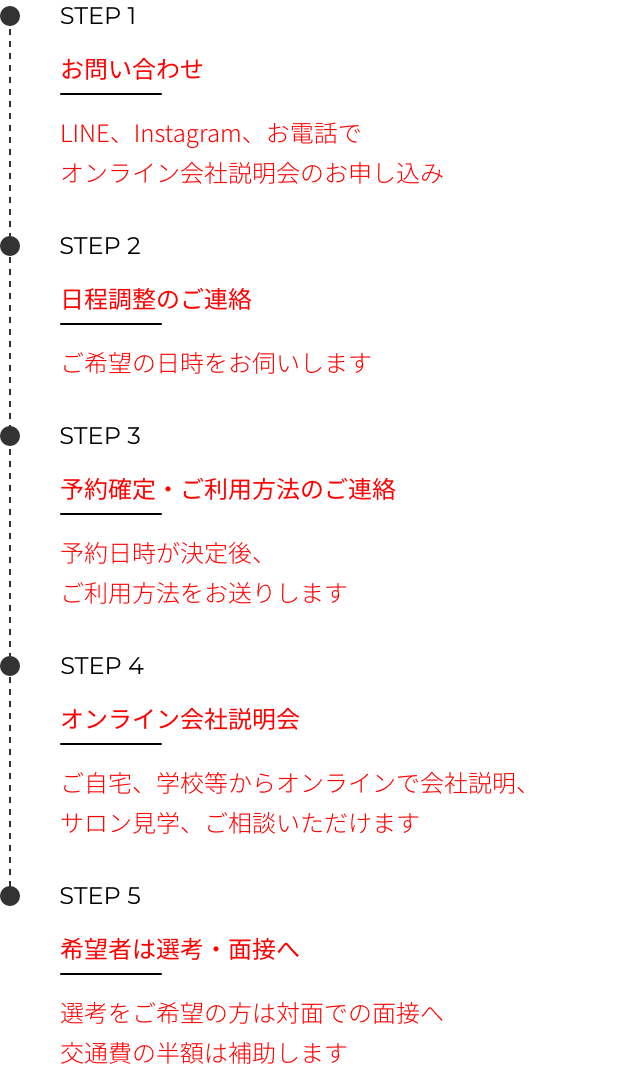 STEP 1
お問い合わせ
LINE、Instagram、お電話で
オンライン会社説明会のお申し込み
STEP 2
日程調整のご連絡
ご希望の日時をお伺いします
STEP 3
予約確定・ご利用方法のご連絡
予約日時が決定後、
ご利用方法をお送りします
STEP 4
オンライン会社説明会
ご自宅、学校等からオンラインで会社説明、
サロン見学、ご相談いただけます
STEP 5
希望者は選考・面接へ
選考をご希望の方は対面での面接へ
交通費の半額は補助します